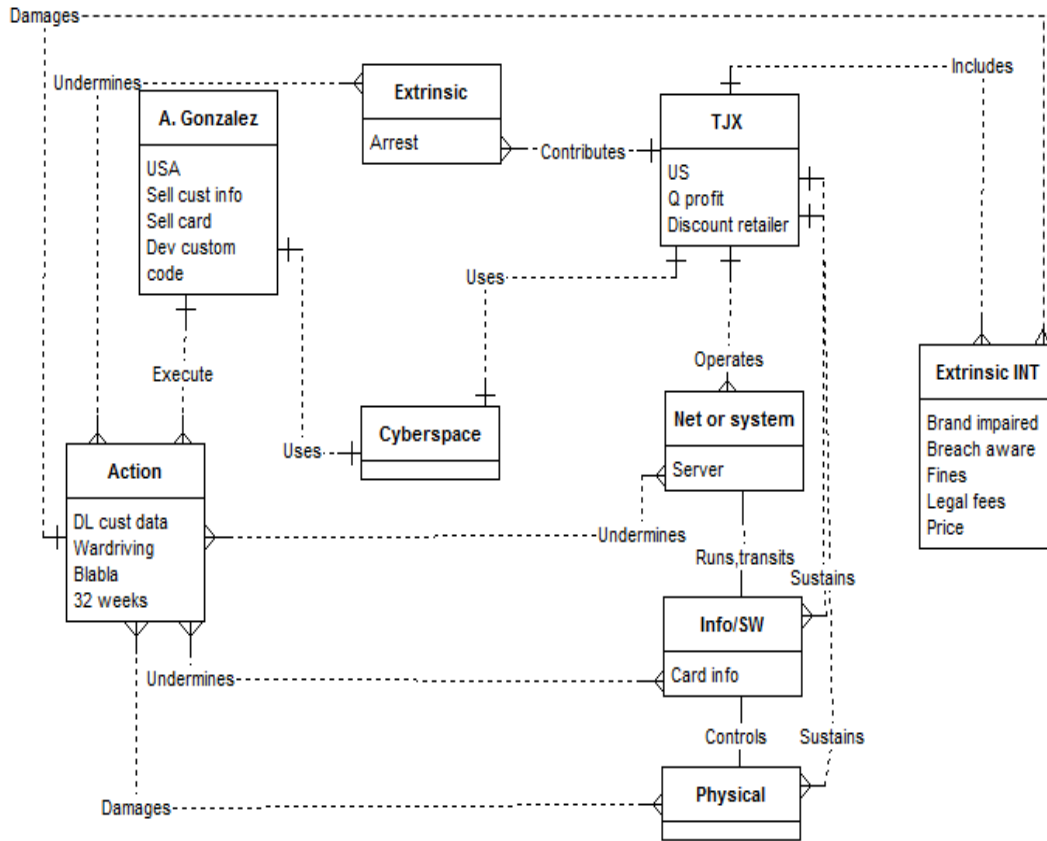 Damages
Undermines
Extrinsic
Arrest
A. Gonzalez
USA
Sell cust info
Sell card
Dev custom
code
Contributes
TJX
US
Q profit
Discount retailer
Includes
Uses
Execute
Operates
Extrinsic INT
Brand impaired
Breach aware
Fines
Legal fees
Price
Cyberspace
Uses
Net or system
Server
Action
DL cust data
Wardriving
Blabla
32 weeks
Undermines
Runs,transits
Sustains
Info/SW
Card info
Undermines
Controls
Sustains
Physical
Damages